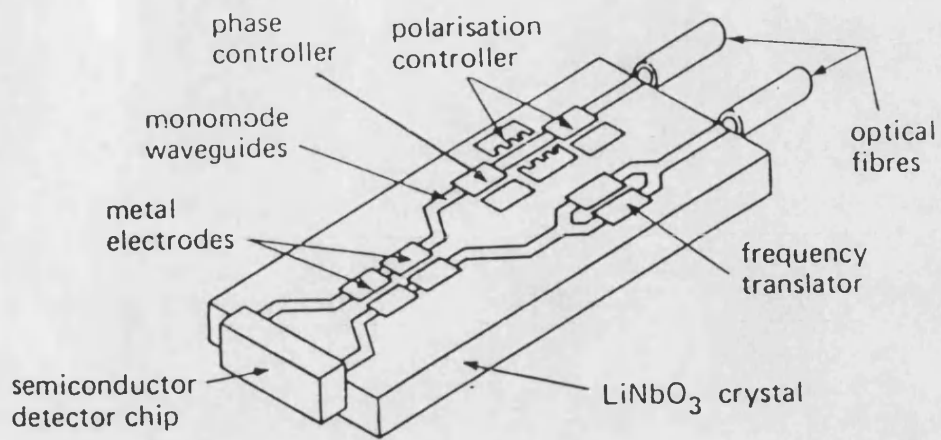 phase
controller
polarisation
controller
monomode
waveguides
optical
fibres
metal
electrodes
frequency
translator
semiconductor
detector chip
LiNbO₃ crystal